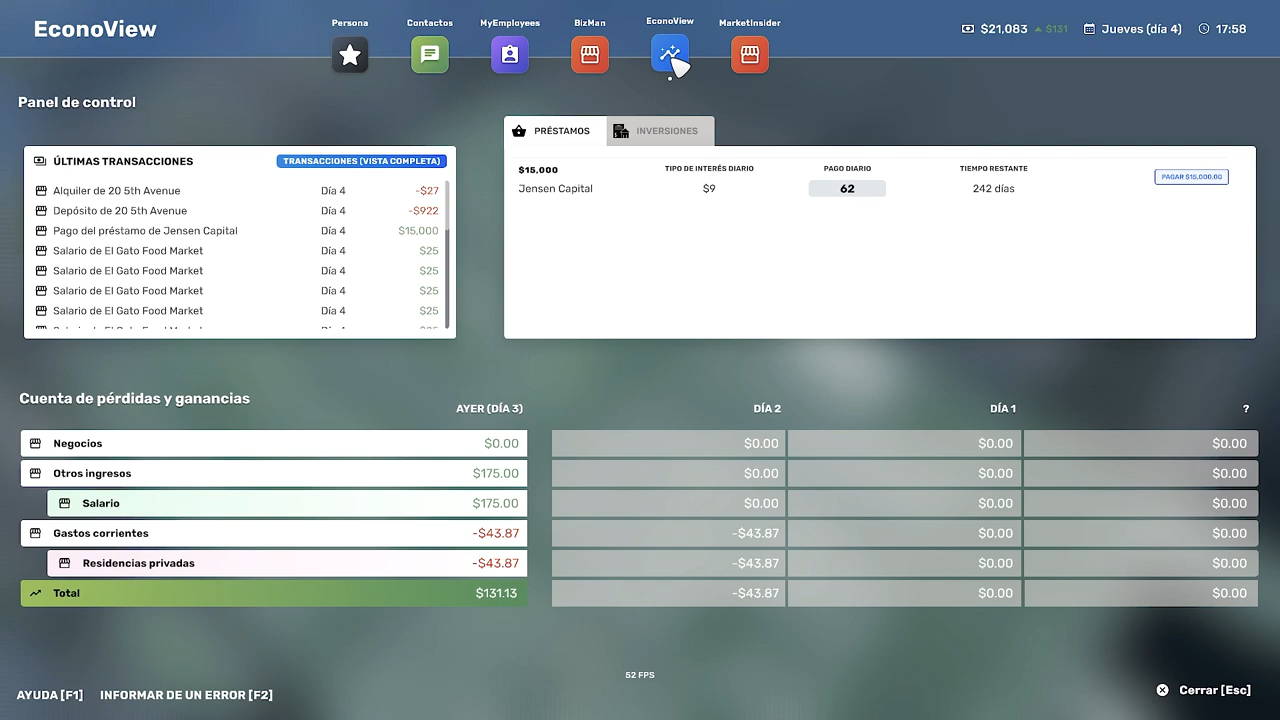 EconoView
Persona
Contactos
MyEmployees
BizMan
EconoView
MarketInsider
$21,083 ▲ $131
Jueves (día 4)
17:58
Panel de control
ÚLTIMAS TRANSACCIONES
TRANSACCIONES (VISTA COMPLETA)
Alquiler de 20 5th Avenue Día 4 -$27
Depósito de 20 5th Avenue Día 4 -$922
Pago del préstamo de Jensen Capital Día 4 $15,000
Salario de El Gato Food Market Día 4 $25
Salario de El Gato Food Market Día 4 $25
Salario de El Gato Food Market Día 4 $25
Salario de El Gato Food Market Día 4 $25
PRÉSTAMOS
INVERSIONES
$15,000 TIPO DE INTERÉS DIARIO PAGO DIARIO TIEMPO RESTANTE
Jensen Capital $9 62 242 días
PAGAR $15,000.00
Cuenta de pérdidas y ganancias
AYER (DÍA 3) DÍA 2 DÍA 1 ?
Negocios $0.00 $0.00 $0.00 $0.00
Otros ingresos $175.00 $0.00 $0.00 $0.00
Salario $175.00 $0.00 $0.00 $0.00
Gastos corrientes -$43.87 -$43.87 $0.00 $0.00
Residencias privadas -$43.87 -$43.87 $0.00 $0.00
Total $131.13 -$43.87 $0.00 $0.00
52 FPS
AYUDA [F1] INFORMAR DE UN ERROR [F2]
Cerrar [Esc]